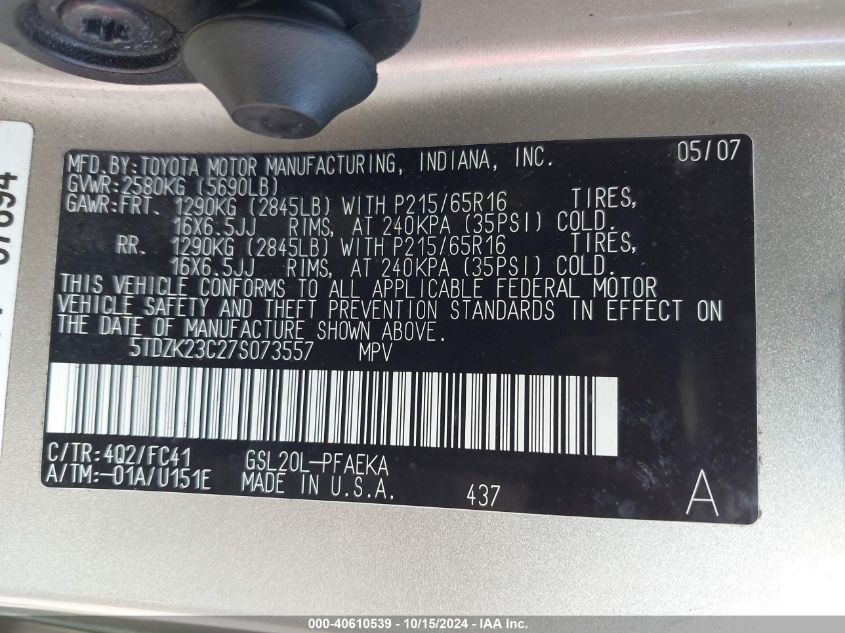 MFD. BY: TOYOTA MOTOR MANUFACTURING, INDIANA, INC. 05/07
GVWR: 2580KG (5690LB)
GAWR: FRT. 1290KG (2845LB) WITH P215/65R16 TIRES,
16X6.5JJ RIMS, AT 240KPA (35PSI) COLD.
RR. 1290KG (2845LB) WITH P215/65R16 TIRES,
16X6.5JJ RIMS, AT 240KPA (35PSI) COLD.
THIS VEHICLE CONFORMS TO ALL APPLICABLE FEDERAL MOTOR
VEHICLE SAFETY AND THEFT PREVENTION STANDARDS IN EFFECT ON
THE DATE OF MANUFACTURE SHOWN ABOVE.
5TDZK23C27S073557 MPV
C/TR: 4Q2/FC41 GSL20L-PFAEKA
A/TM: -01A/U151E MADE IN U.S.A. 437 A
000-40610539 - 10/15/2024 - IAA Inc.